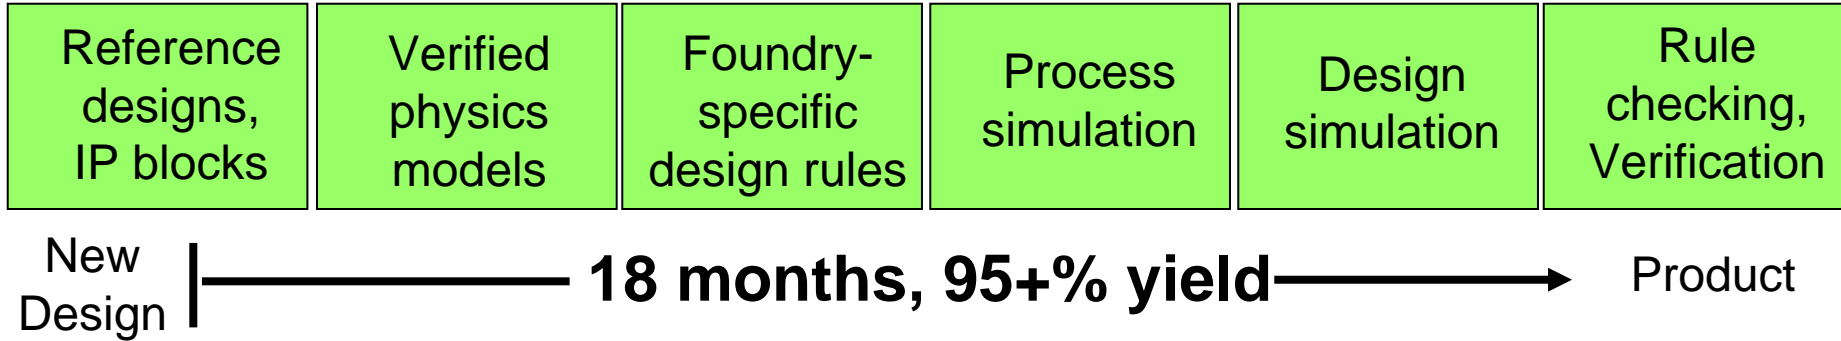 Reference
designs,
IP blocks
Verified
physics
models
Foundry-
specific
design rules
Process
simulation
Design
simulation
Rule
checking,
Verification
New
Design
18 months, 95+% yield
Product